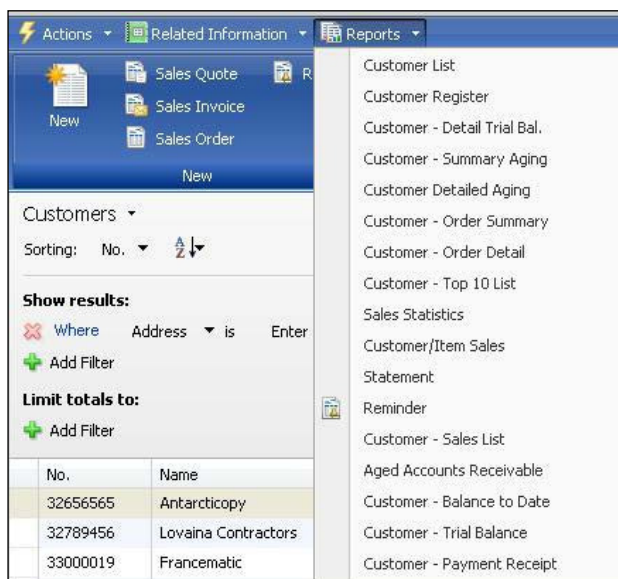 Actions Related Information Reports
New
Sales Quote R
Sales Invoice
Sales Order
New
Customers
Sorting: No. AZ
Show results:
Where Address is Enter
Add Filter
Limit totals to:
Add Filter
No. Name
32656565 Antarcticopy
32789456 Lovaina Contractors
33000019 Francematic
Customer List
Customer Register
Customer - Detail Trial Bal.
Customer - Summary Aging
Customer Detailed Aging
Customer - Order Summary
Customer - Order Detail
Customer - Top 10 List
Sales Statistics
Customer/Item Sales
Statement
Reminder
Customer - Sales List
Aged Accounts Receivable
Customer - Balance to Date
Customer - Trial Balance
Customer - Payment Receipt